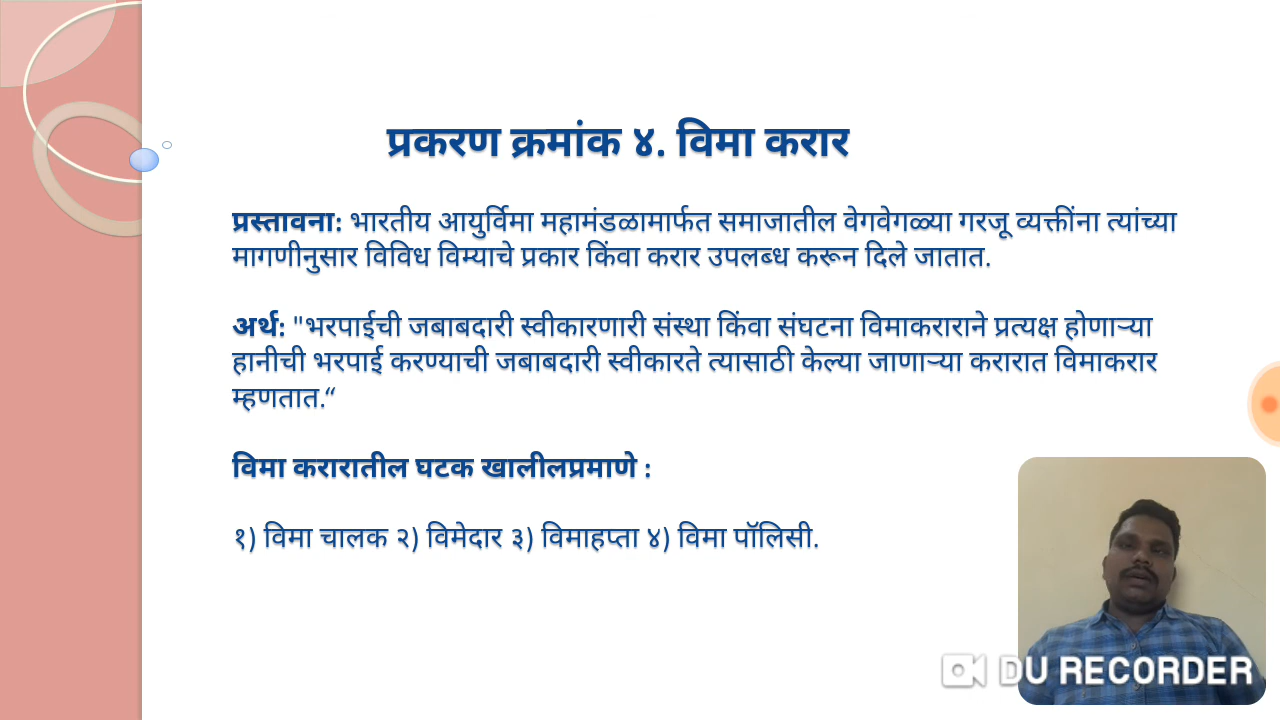 प्रकरण क्रमांक ४. विमा करार
प्रस्तावना: भारतीय आयुर्विमा महामंडळामार्फत समाजातील वेगवेगळ्या गरजू व्यक्तींना त्यांच्या
मागणीनुसार विविध विम्याचे प्रकार किंवा करार उपलब्ध करून दिले जातात.
अर्थ: "भरपाईची जबाबदारी स्वीकारणारी संस्था किंवा संघटना विमाकराराने प्रत्यक्ष होणाऱ्या
हानीची भरपाई करण्याची जबाबदारी स्वीकारते त्यासाठी केल्या जाणाऱ्या करारात विमाकरार
म्हणतात.“
विमा करारातील घटक खालीलप्रमाणे :
१) विमा चालक २) विमेदार ३) विमाहप्ता ४) विमा पॉलिसी.
DU RECORDER